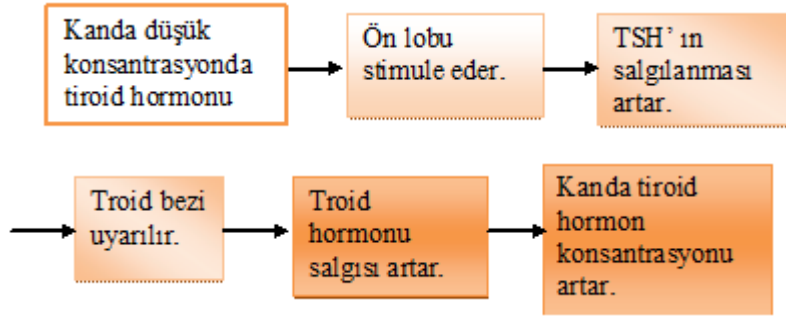 Kanda düşük
konsantrasyonda
tiroid hormonu
Ön lobu
stimule eder.
TSH’ ın
salgılanması
artar.
Troid bezi
uyarılır.
Troid
hormonu
salgısı artar.
Kanda tiroid
hormon
konsantrasyonu
artar.